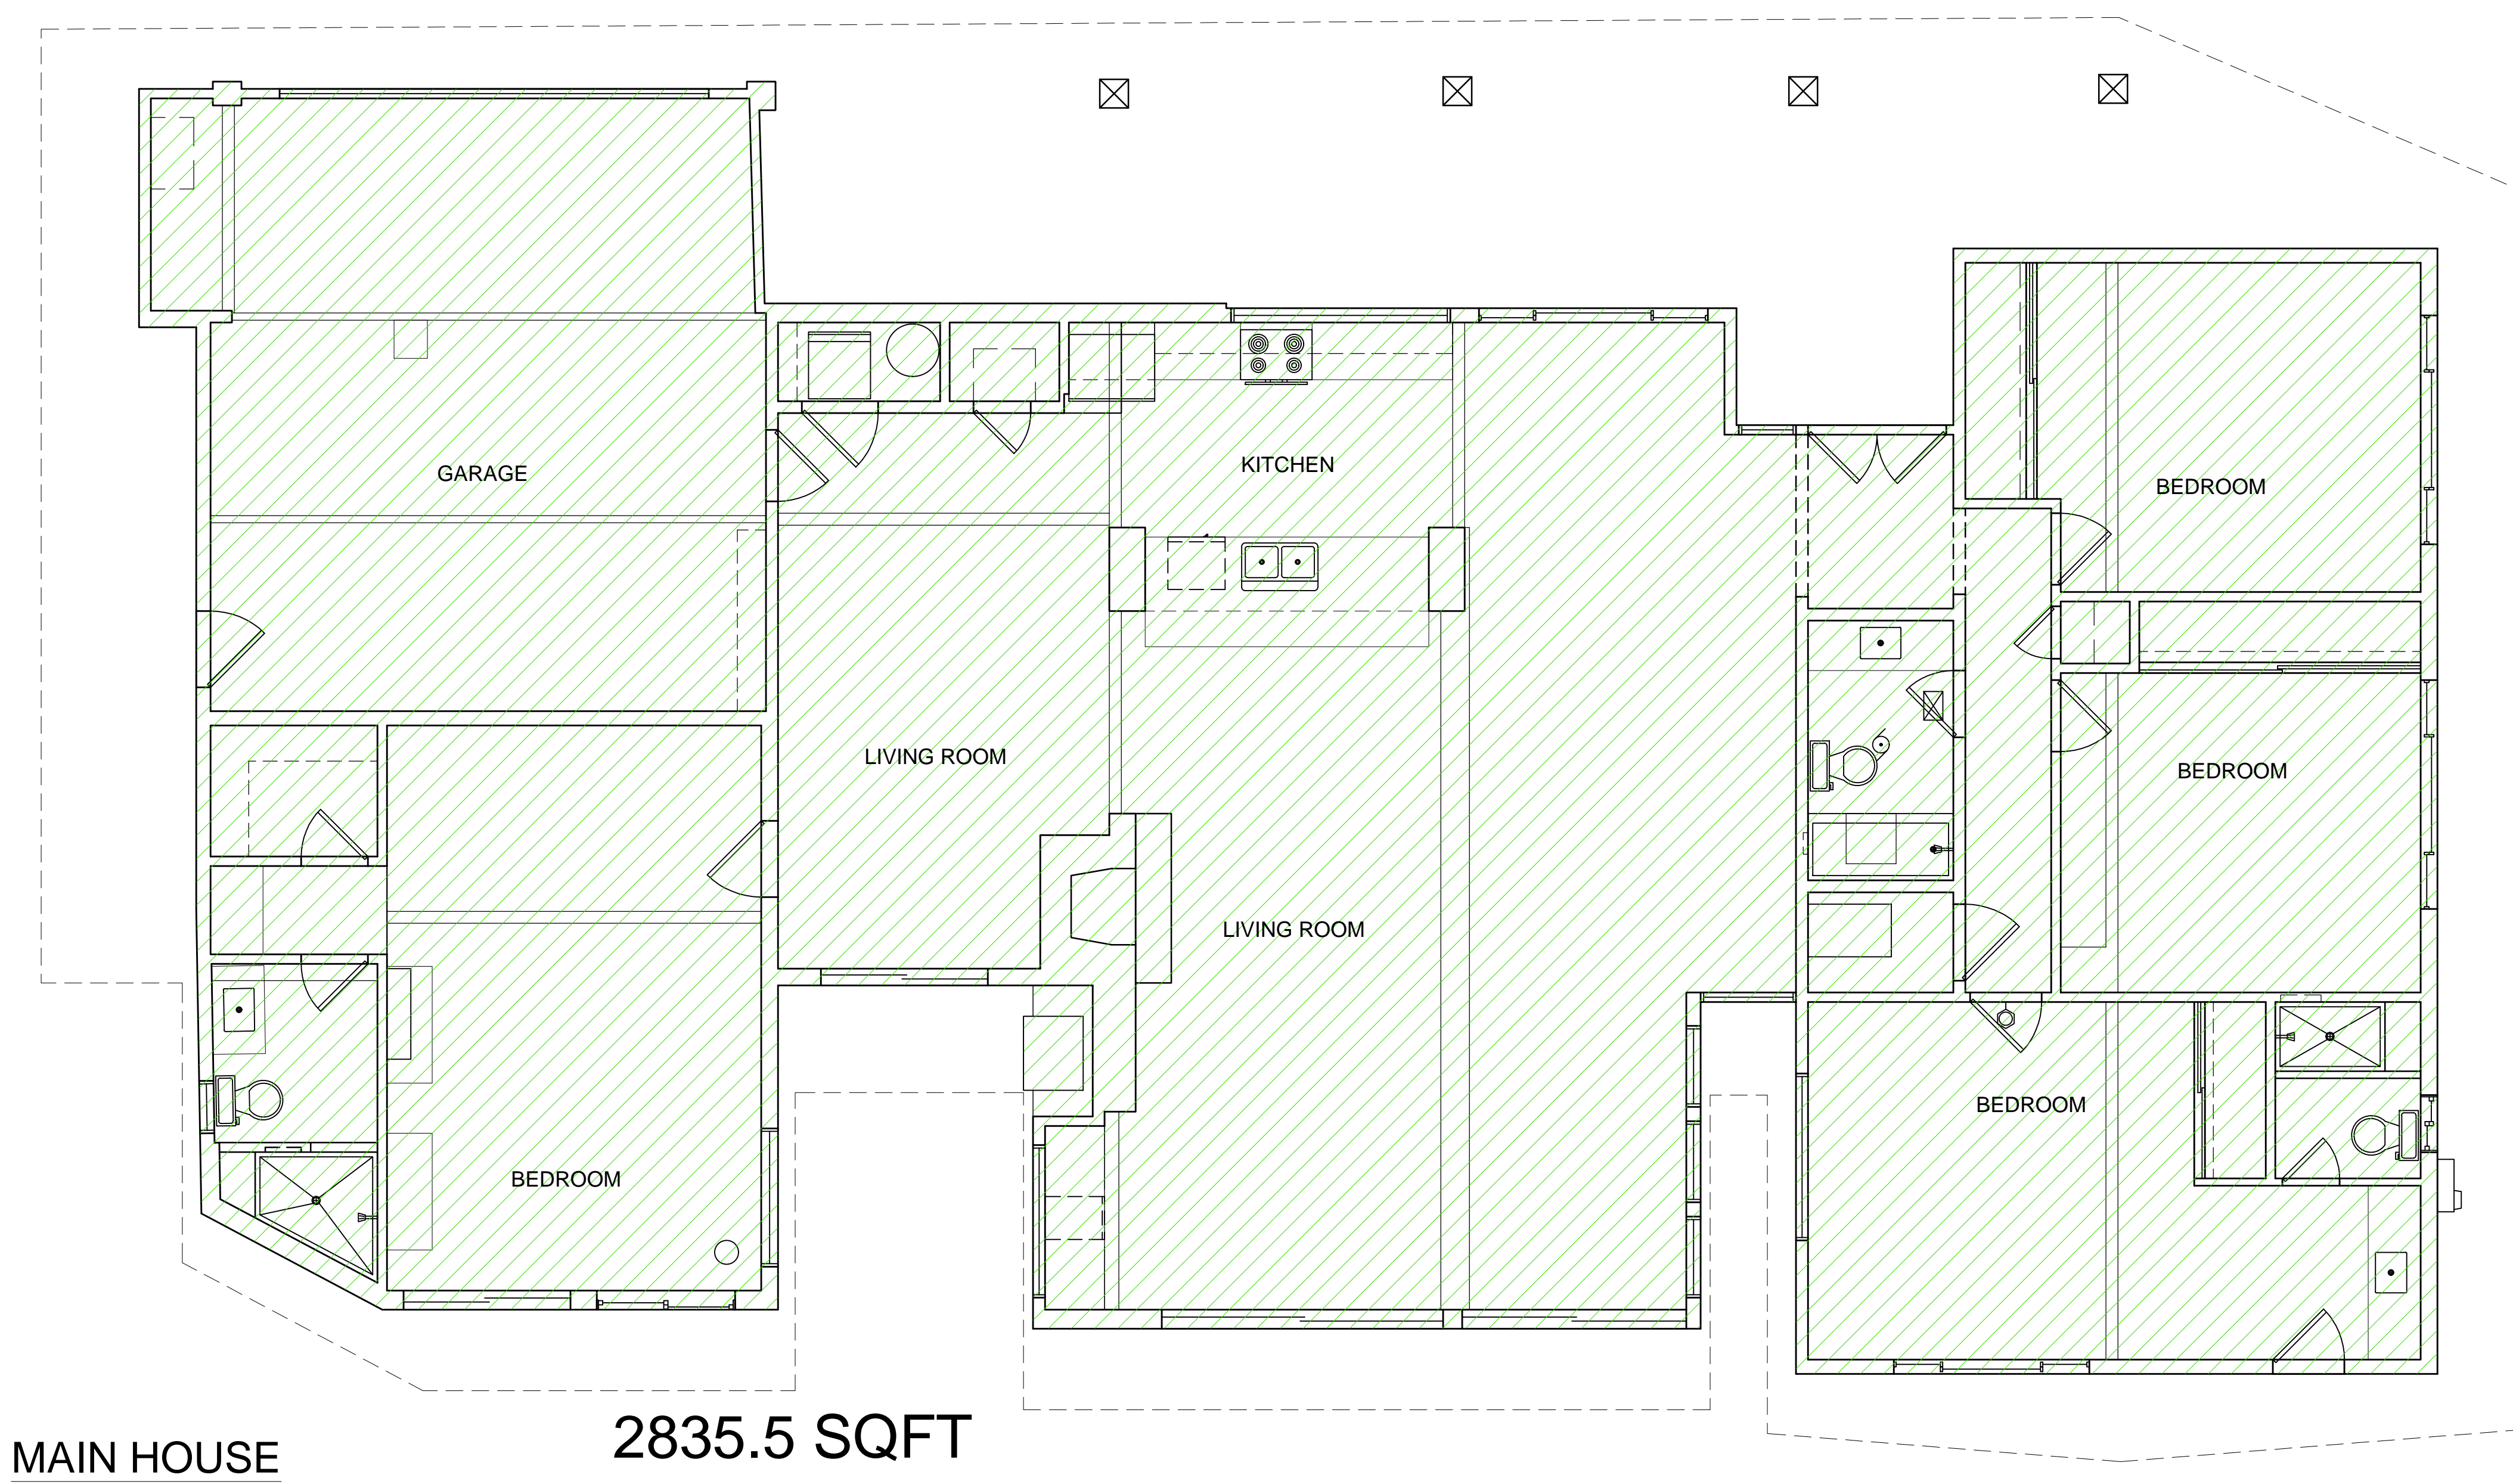 GARAGE
KITCHEN
BEDROOM
LIVING ROOM
BEDROOM
LIVING ROOM
BEDROOM
BEDROOM
2835.5 SQFT
MAIN HOUSE